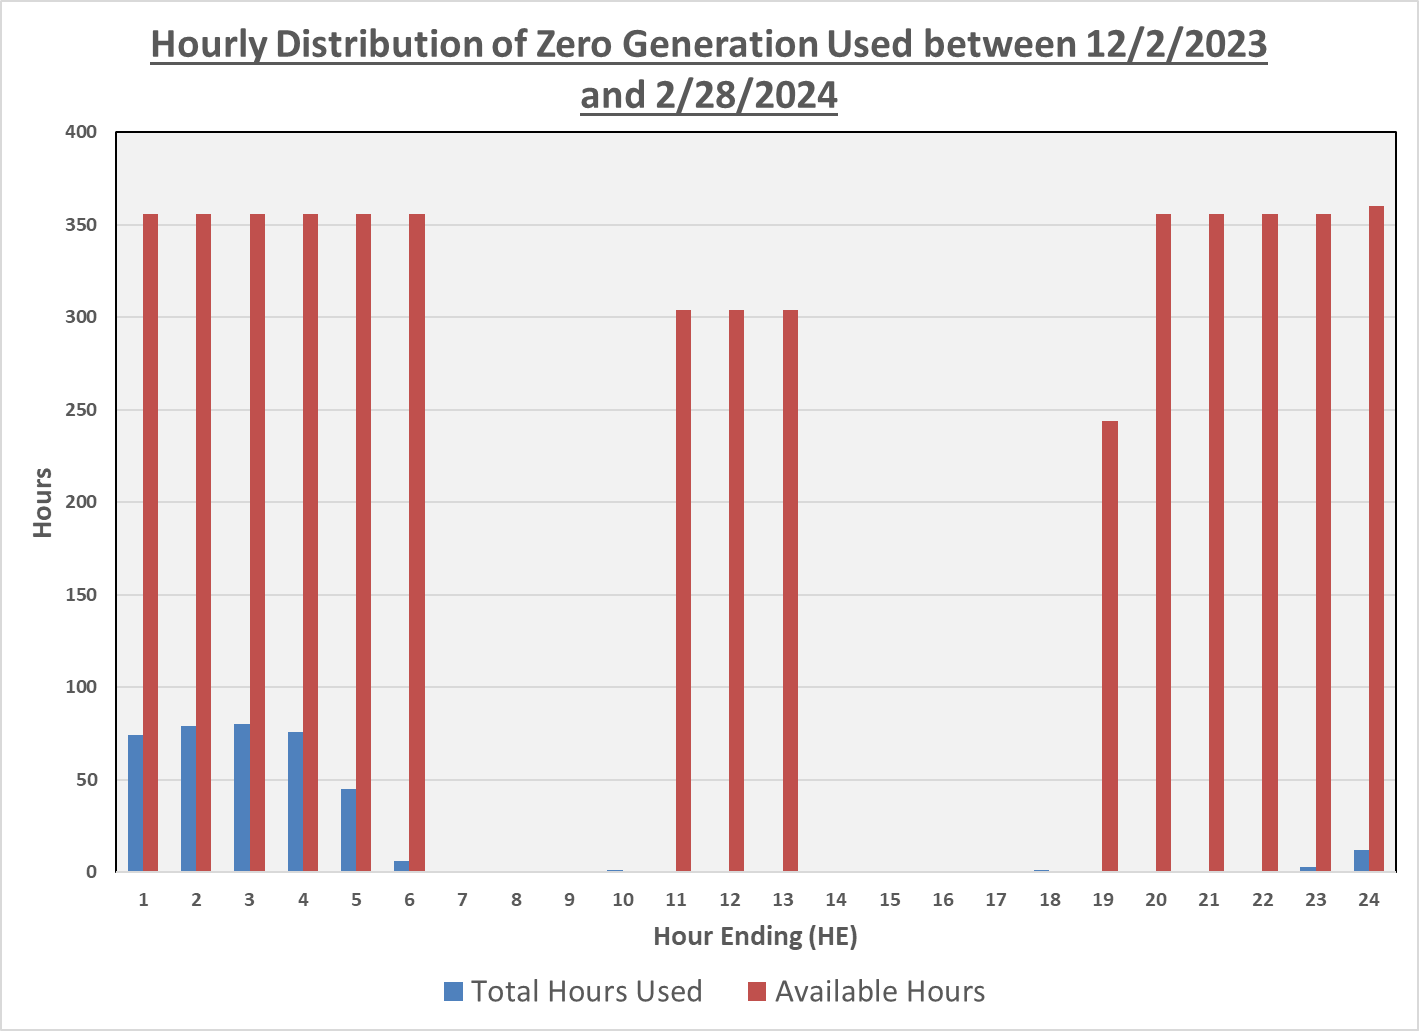 Hourly Distribution of Zero Generation Used between 12/2/2023
and 2/28/2024
400
350
300
250
200
150
100
50
0
Hours
1 2 3 4 5 6 7 8 9 10 11 12 13 14 15 16 17 18 19 20 21 22 23 24
Hour Ending (HE)
Total Hours Used Available Hours